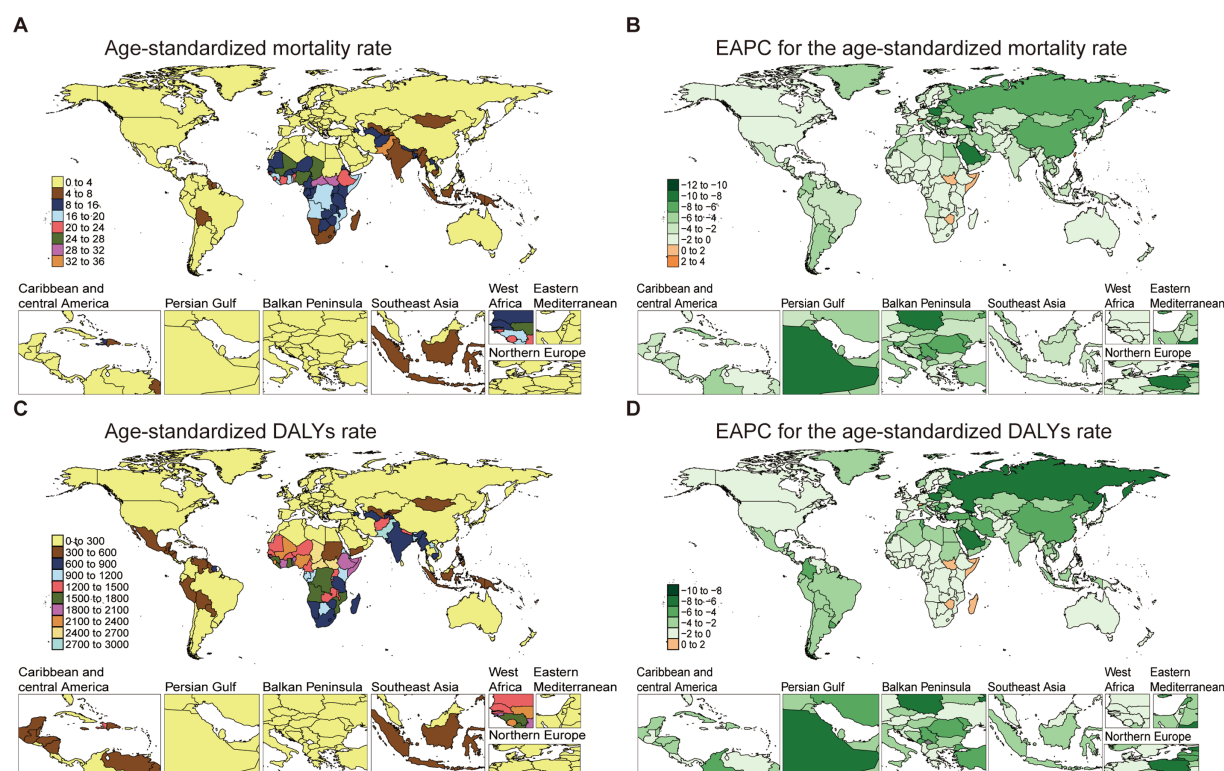 A
Age-standardized mortality rate
0 to 4
4 to 8
8 to 16
16 to 20
20 to 24
24 to 28
28 to 32
32 to 36
Caribbean and
central America
Persian Gulf
Balkan Peninsula
Southeast Asia
West
Africa
Eastern
Mediterranean
Northern Europe
B
EAPC for the age-standardized mortality rate
−12 to −10
−10 to −8
−8 to −6
−6 to −4
−4 to −2
−2 to 0
0 to 2
2 to 4
Caribbean and
central America
Persian Gulf
Balkan Peninsula
Southeast Asia
West
Africa
Eastern
Mediterranean
Northern Europe
C
Age-standardized DALYs rate
0 to 300
300 to 600
600 to 900
900 to 1200
1200 to 1500
1500 to 1800
1800 to 2100
2100 to 2400
2400 to 2700
2700 to 3000
Caribbean and
central America
Persian Gulf
Balkan Peninsula
Southeast Asia
West
Africa
Eastern
Mediterranean
Northern Europe
D
EAPC for the age-standardized DALYs rate
−10 to −8
−8 to −6
−6 to −4
−4 to −2
−2 to 0
0 to 2
Caribbean and
central America
Persian Gulf
Balkan Peninsula
Southeast Asia
West
Africa
Eastern
Mediterranean
Northern Europe